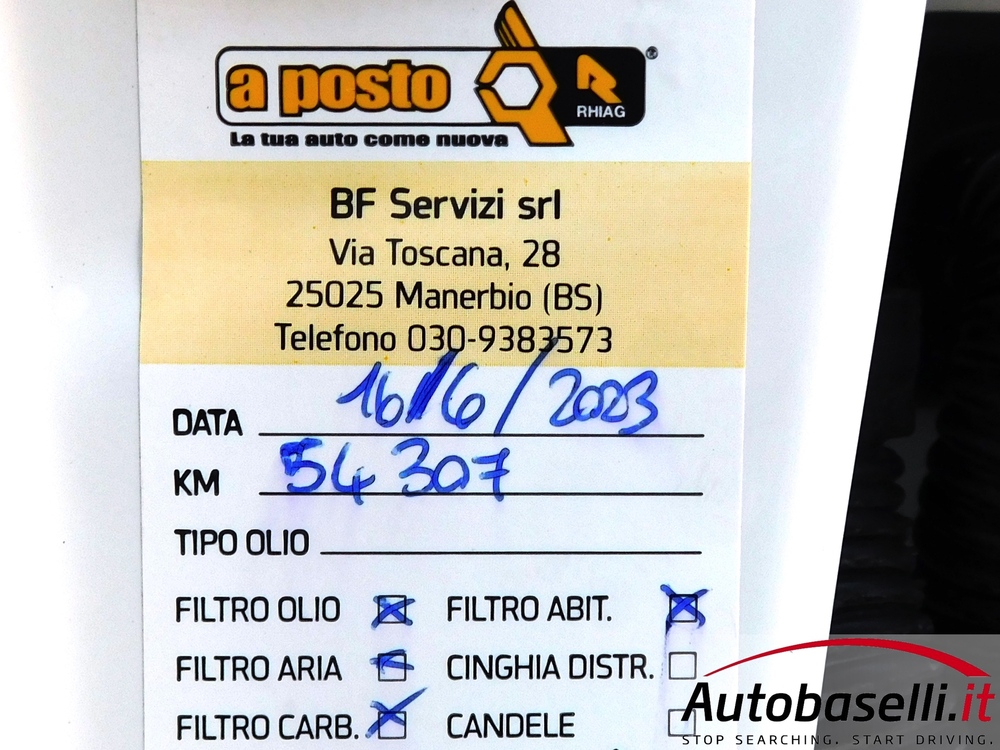 a posto
RHIAG
®
La tua auto come nuova
BF Servizi srl
Via Toscana, 28
25025 Manerbio (BS)
Telefono 030-9383573
DATA 16/6/2023
KM 54 307
TIPO OLIO
FILTRO OLIO FILTRO ABIT.
FILTRO ARIA CINGHIA DISTR.
FILTRO CARB. CANDELE
Autobaselli.it
STOP SEARCHING. START DRIVING.